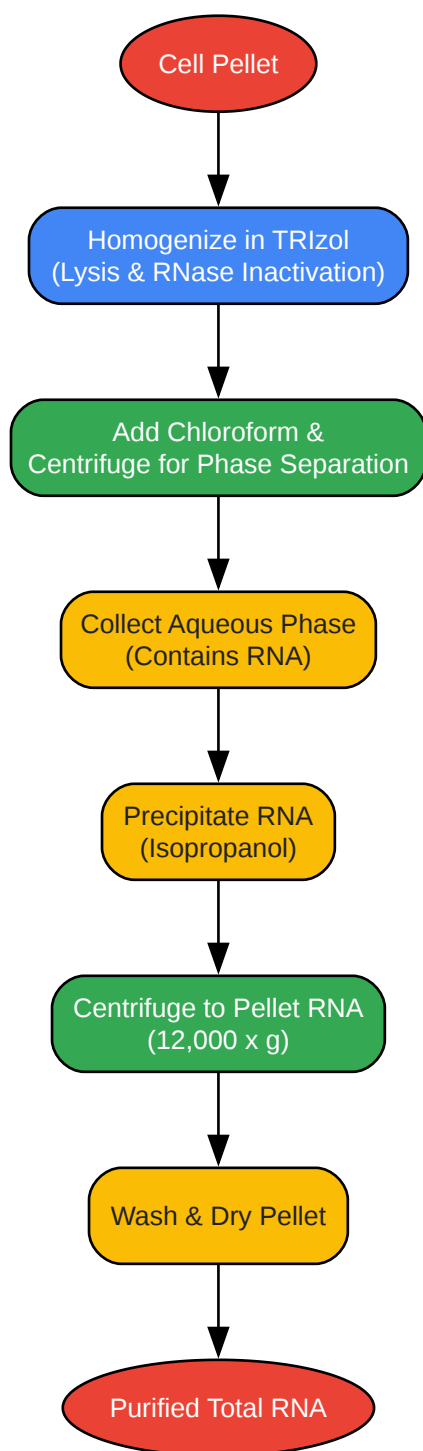 Cell Pellet
Homogenize in TRIzol
(Lysis & RNase Inactivation)
Add Chloroform &
Centrifuge for Phase Separation
Collect Aqueous Phase
(Contains RNA)
Precipitate RNA
(Isopropanol)
Centrifuge to Pellet RNA
(12,000 x g)
Wash & Dry Pellet
Purified Total RNA